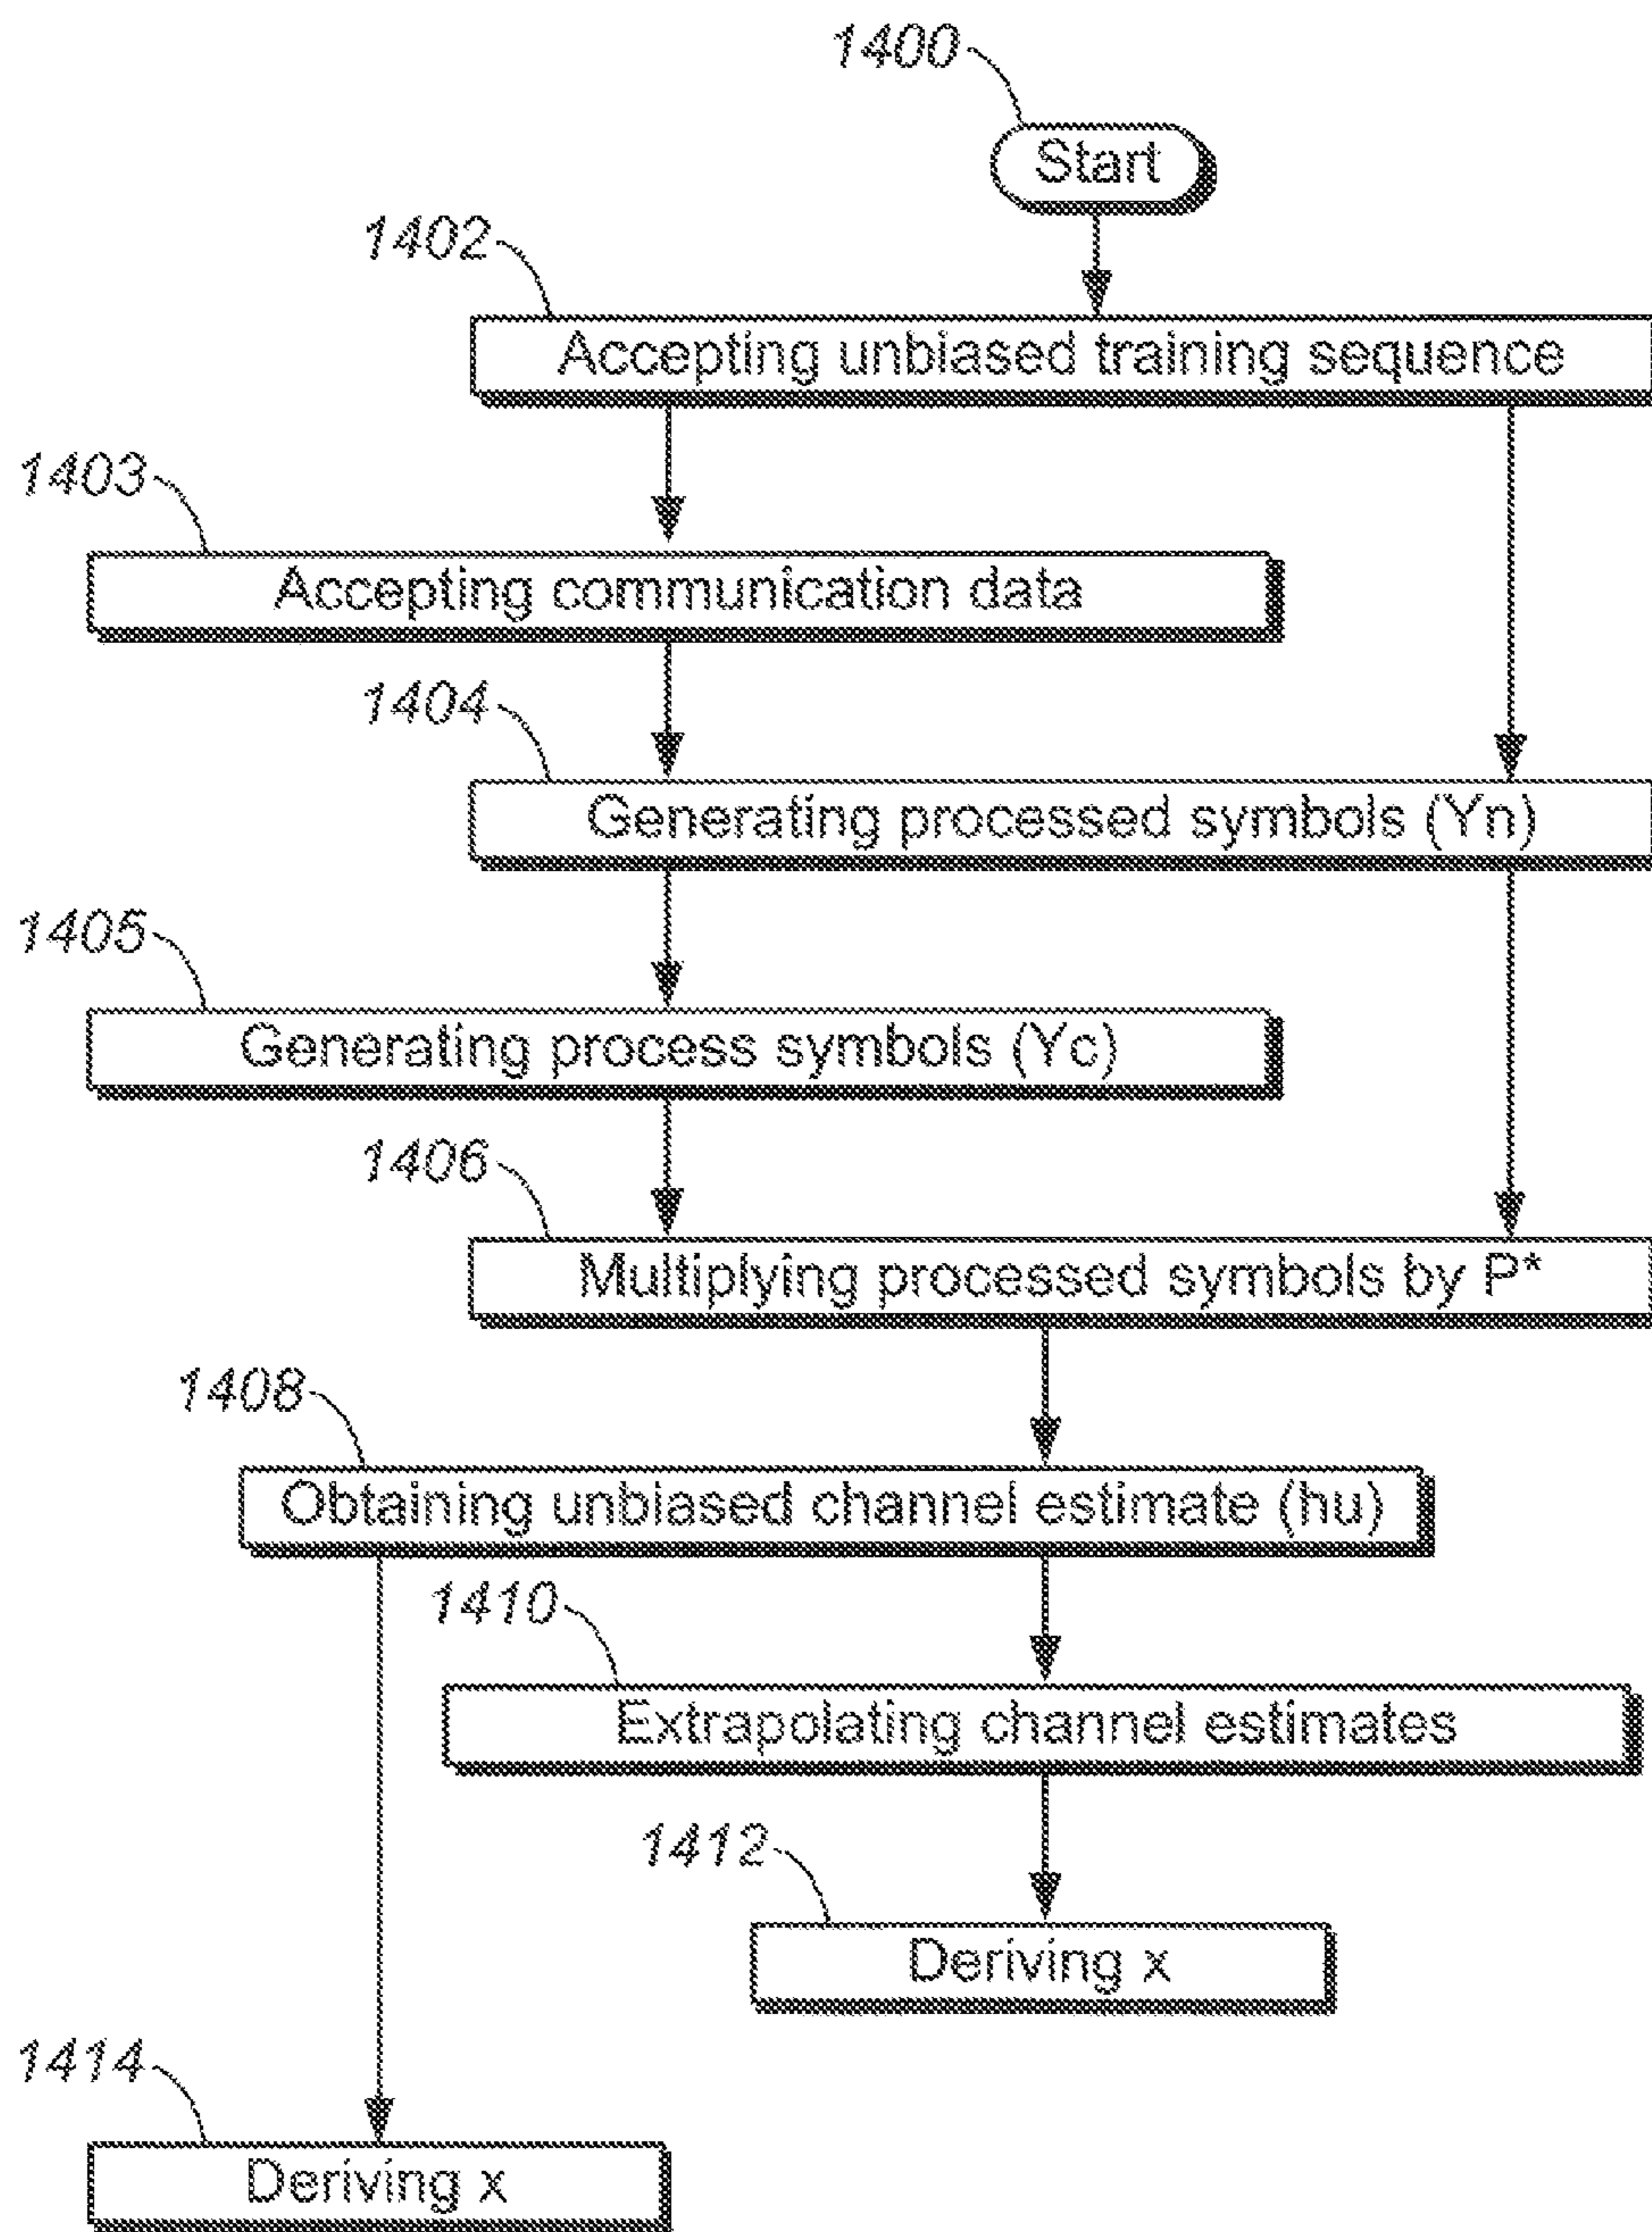 1400
Start
1402
Accepting unbiased training sequence
1403
Accepting communication data
1404
Generating processed symbols (Yn)
1405
Generating process symbols (Yc)
1406
Multiplying processed symbols by P*
1408
Obtaining unbiased channel estimate (hu)
1410
Extrapolating channel estimates
1412
Deriving x
1414
Deriving x